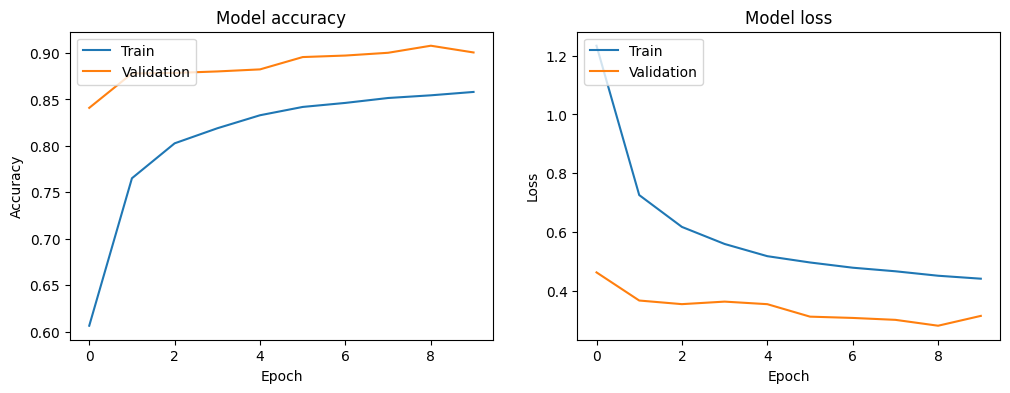 Model accuracy
Train
Validation
0.90
0.85
0.80
0.75
0.70
0.65
0.60
Accuracy
0
2
4
6
8
Epoch
Model loss
Train
Validation
1.2
1.0
0.8
0.6
0.4
Loss
0
2
4
6
8
Epoch